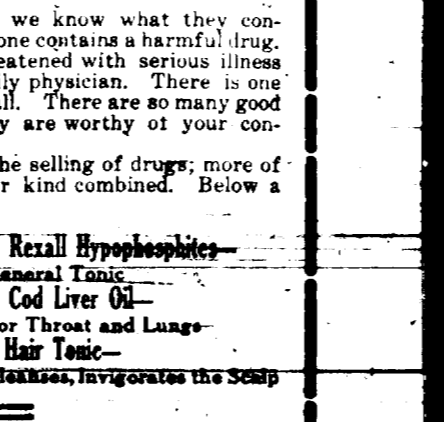 we know what they con-
one contains a harmful drug.
eatened with serious illness
ly physician. There is one
ll. There are so many good
y are worthy of your con-
he selling of drugs; more of
r kind combined. Below a
Rexall Hypophosphites—
eneral Tonic
Cod Liver Oil—
or Throat and Lungs
Hair Tonic—
leanses, Invigorates the Scalp